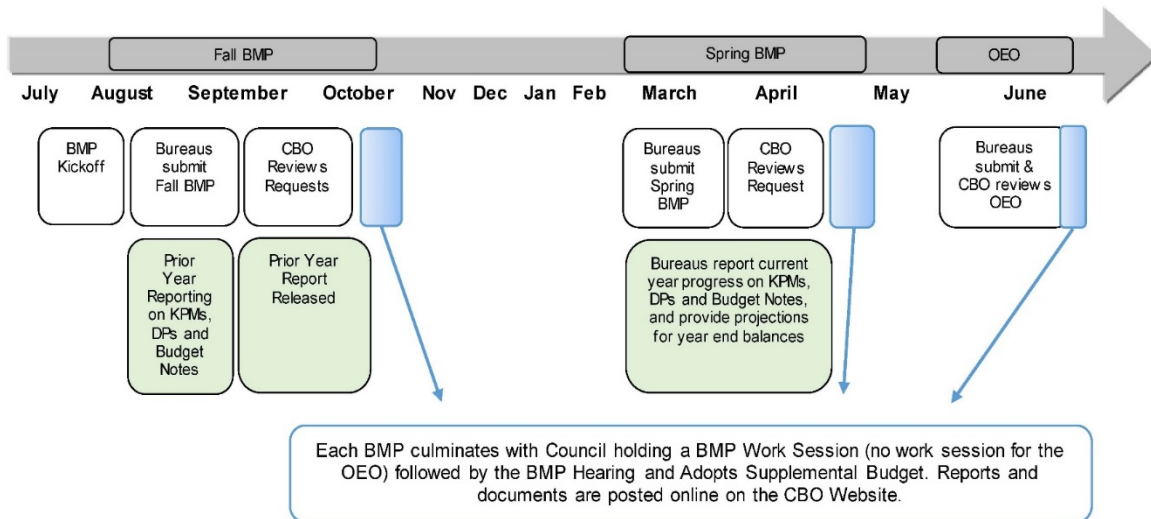 Fall BMP
Spring BMP
OEO
July August September October Nov Dec Jan Feb March April May June
BMP
Kickoff
Bureaus
submit
Fall BMP
CBO
Reviews
Requests
Bureaus
submit
Spring
BMP
CBO
Reviews
Request
Bureaus
submit &
CBO reviews
OEO
Prior
Year
Reporting
on KPMs,
DPs and
Budget
Notes
Prior Year
Report
Released
Bureaus report current
year progress on KPMs,
DPs and Budget Notes,
and provide projections
for year end balances
Each BMP culminates with Council holding a BMP Work Session (no work session for the
OEO) followed by the BMP Hearing and Adopts Supplemental Budget. Reports and
documents are posted online on the CBO Website.